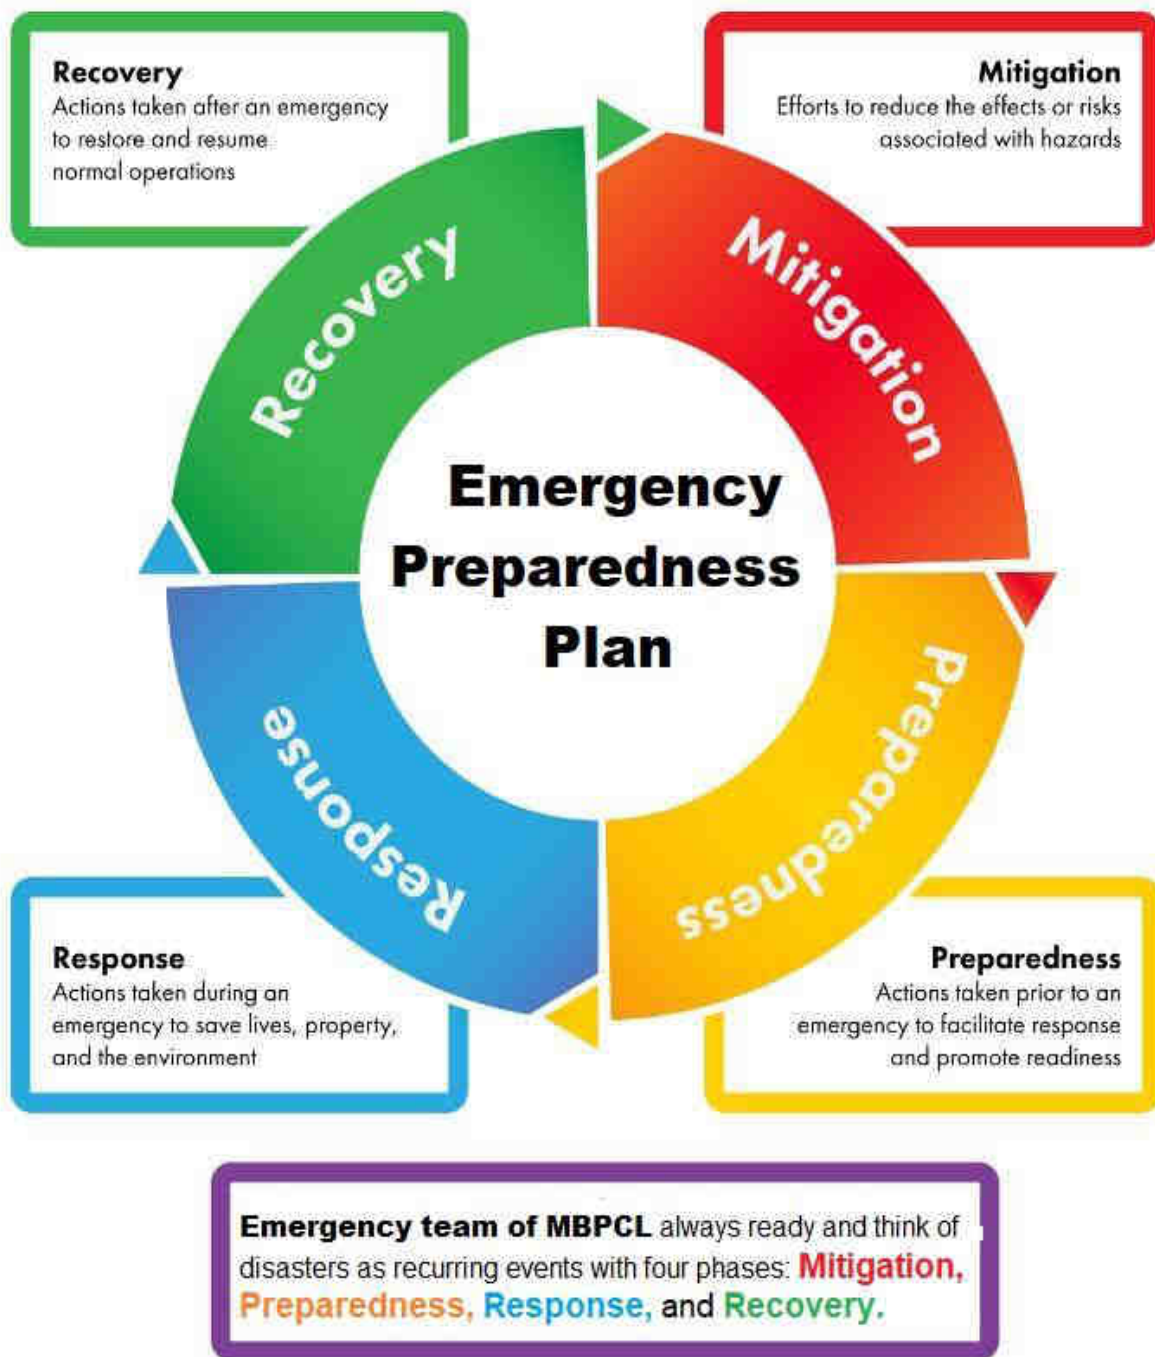 Recovery
Actions taken after an emergency
to restore and resume
normal operations
Mitigation
Efforts to reduce the effects or risks
associated with hazards
Recovery
Mitigation
Emergency
Preparedness
Plan
Response
Preparedness
Response
Actions taken during an
emergency to save lives, property,
and the environment
Preparedness
Actions taken prior to an
emergency to facilitate response
and promote readiness
Emergency team of MBPCL always ready and think of
disasters as recurring events with four phases: Mitigation,
Preparedness, Response, and Recovery.